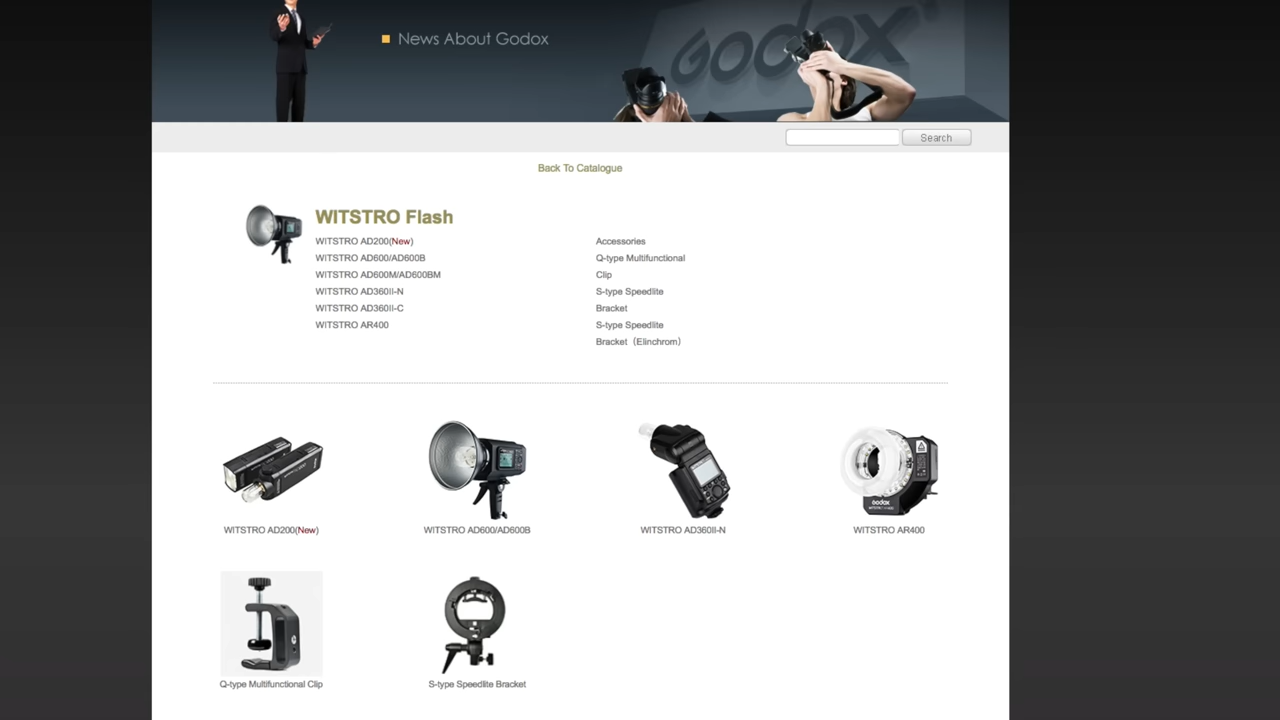 News About Godox
Godox
Search
Back To Catalogue
WITSTRO Flash
WITSTRO AD200(New)
WITSTRO AD600/AD600B
WITSTRO AD600M/AD600BM
WITSTRO AD360II-N
WITSTRO AD360II-C
WITSTRO AR400
Accessories
Q-type Multifunctional
Clip
S-type Speedlite
Bracket
S-type Speedlite
Bracket（Elinchrom）
Godox
WITSTRO AD200(New)
WITSTRO AD600/AD600B
WITSTRO AD360II-N
WITSTRO AR400
Q-type Multifunctional Clip
S-type Speedlite Bracket